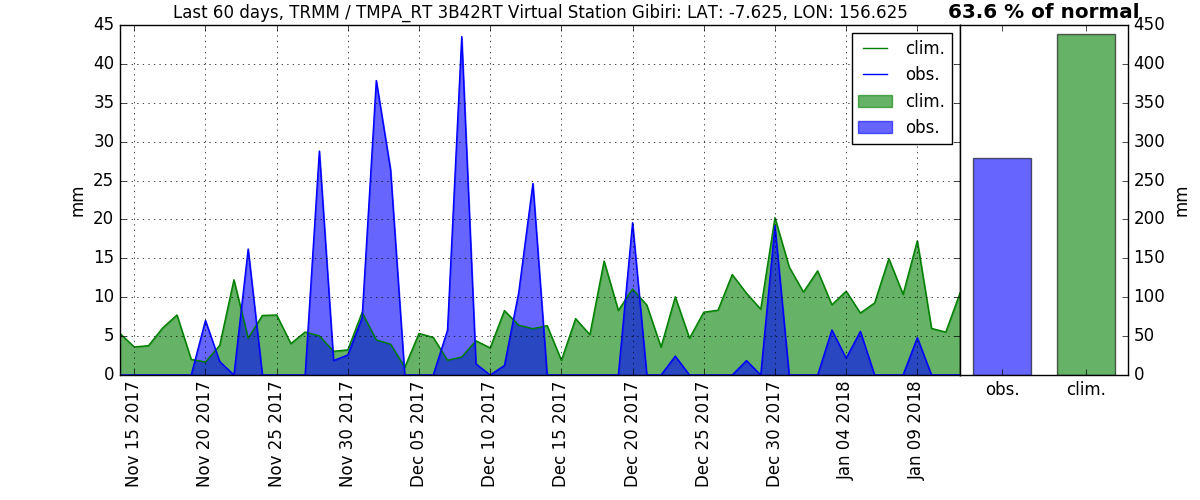 Last 60 days, TRMM / TMPA_RT 3B42RT Virtual Station Gibiri: LAT: -7.625, LON: 156.625
63.6 % of normal
45
40
35
30
25
20
15
10
5
0
mm
clim.
obs.
clim.
obs.
450
400
350
300
250
200
150
100
50
0
mm
Nov 15 2017
Nov 20 2017
Nov 25 2017
Nov 30 2017
Dec 05 2017
Dec 10 2017
Dec 15 2017
Dec 20 2017
Dec 25 2017
Dec 30 2017
Jan 04 2018
Jan 09 2018
obs.
clim.